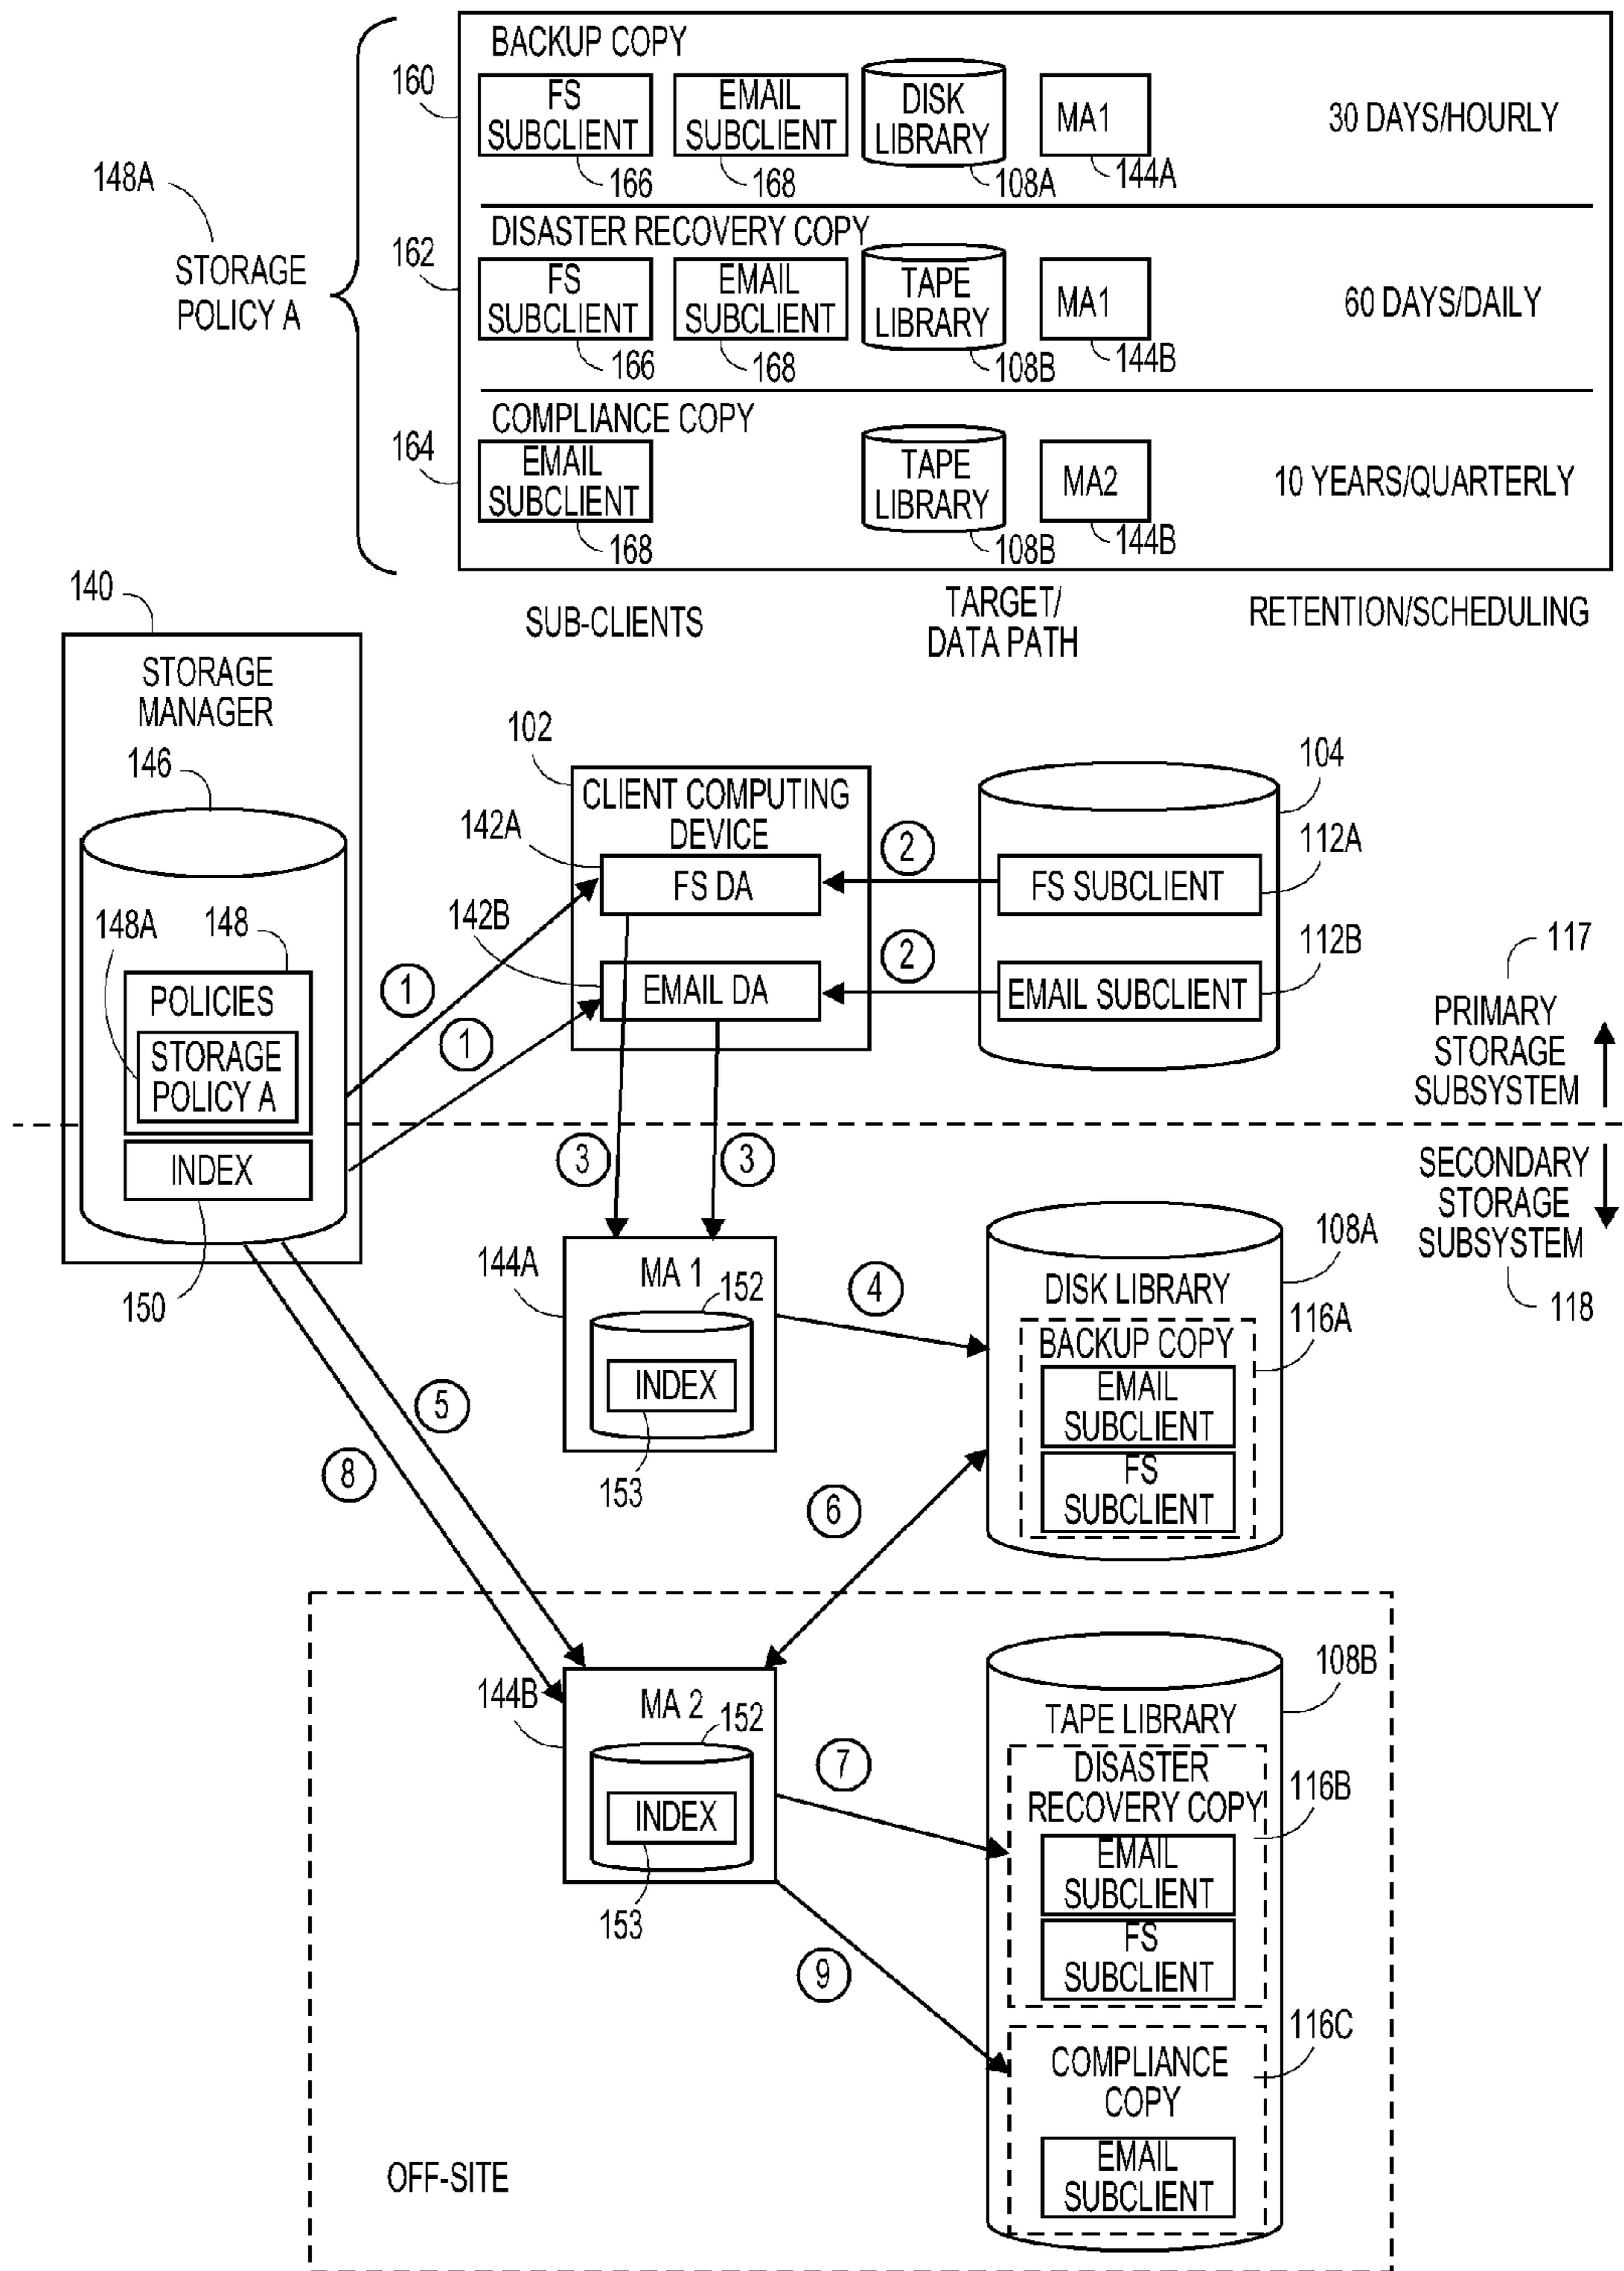 BACKUP COPY
160
FS
SUBCLIENT
166
EMAIL
SUBCLIENT
168
DISK
LIBRARY
108A
MA1
144A
30 DAYS/HOURLY
148A
STORAGE
POLICY A
DISASTER RECOVERY COPY
162
FS
SUBCLIENT
166
EMAIL
SUBCLIENT
168
TAPE
LIBRARY
108B
MA1
144B
60 DAYS/DAILY
COMPLIANCE COPY
164
EMAIL
SUBCLIENT
168
TAPE
LIBRARY
108B
MA2
144B
10 YEARS/QUARTERLY
SUB-CLIENTS
TARGET/
DATA PATH
RETENTION/SCHEDULING
140
STORAGE
MANAGER
146
148A
148
POLICIES
STORAGE
POLICY A
INDEX
150
102
CLIENT COMPUTING
DEVICE
142A
FS DA
142B
EMAIL DA
1
1
2
2
104
112A
FS SUBCLIENT
112B
EMAIL SUBCLIENT
117
PRIMARY
STORAGE
SUBSYSTEM
SECONDARY
STORAGE
SUBSYSTEM
118
3
3
144A
MA 1
152
INDEX
153
4
108A
DISK LIBRARY
116A
BACKUP COPY
EMAIL
SUBCLIENT
FS
SUBCLIENT
5
8
6
144B
MA 2
152
INDEX
153
7
9
108B
TAPE LIBRARY
DISASTER
RECOVERY COPY
116B
EMAIL
SUBCLIENT
FS
SUBCLIENT
116C
COMPLIANCE
COPY
EMAIL
SUBCLIENT
OFF-SITE